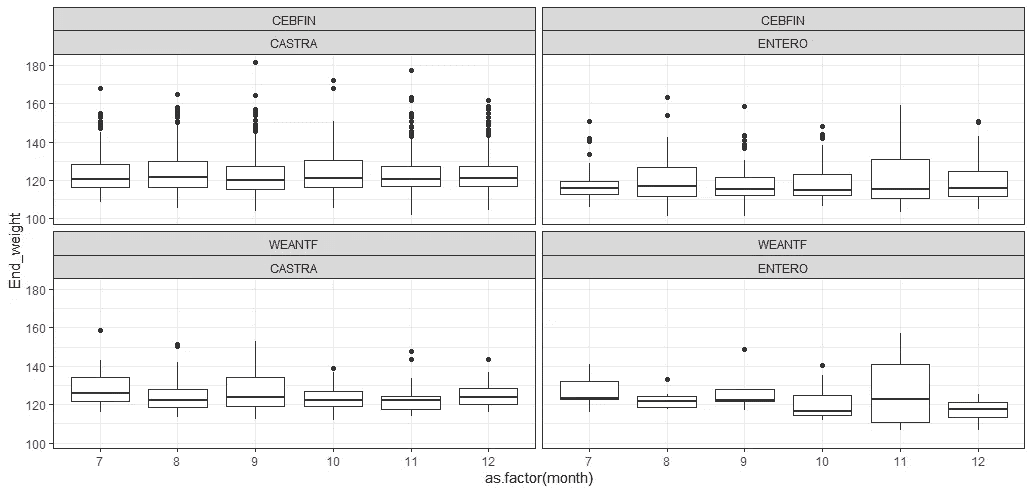 CEBFIN
CEBFIN
CASTRA
ENTERO
180
160
140
120
100
End_weight
WEANTF
WEANTF
CASTRA
ENTERO
180
160
140
120
100
7 8 9 10 11 12
7 8 9 10 11 12
as.factor(month)